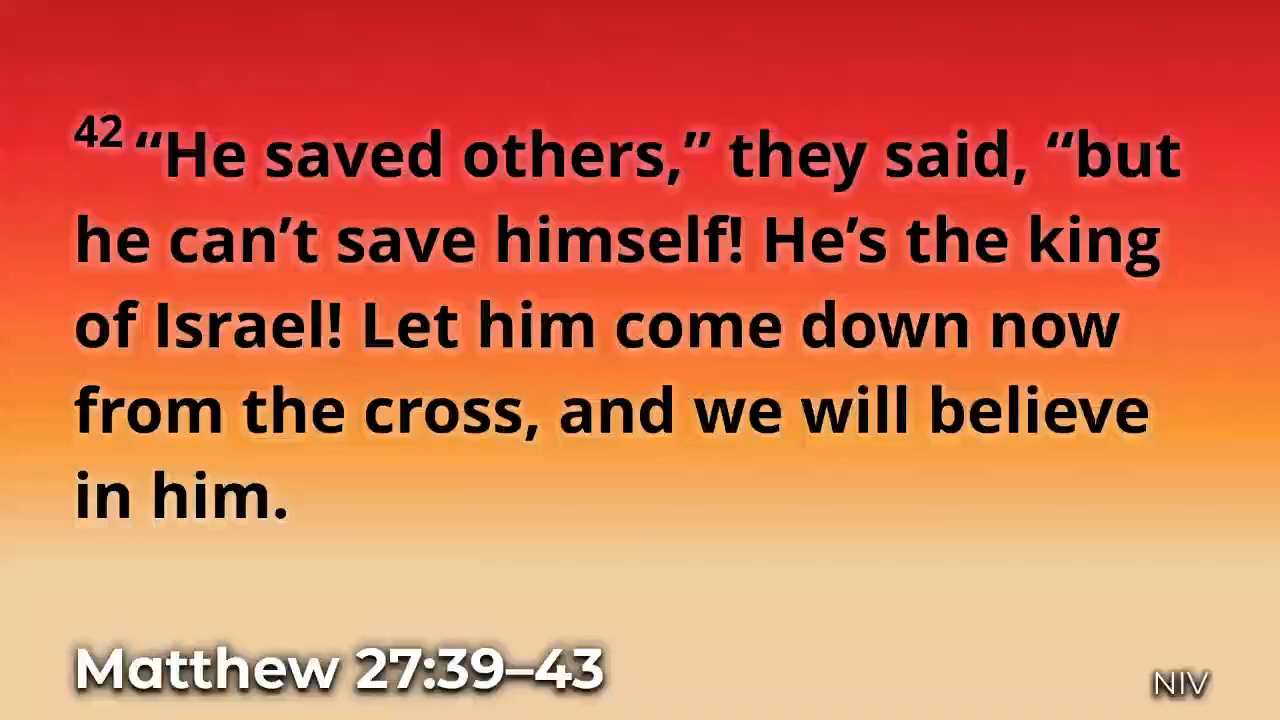 42 “He saved others,” they said, “but
he can’t save himself! He’s the king
of Israel! Let him come down now
from the cross, and we will believe
in him.
Matthew 27:39–43
NIV